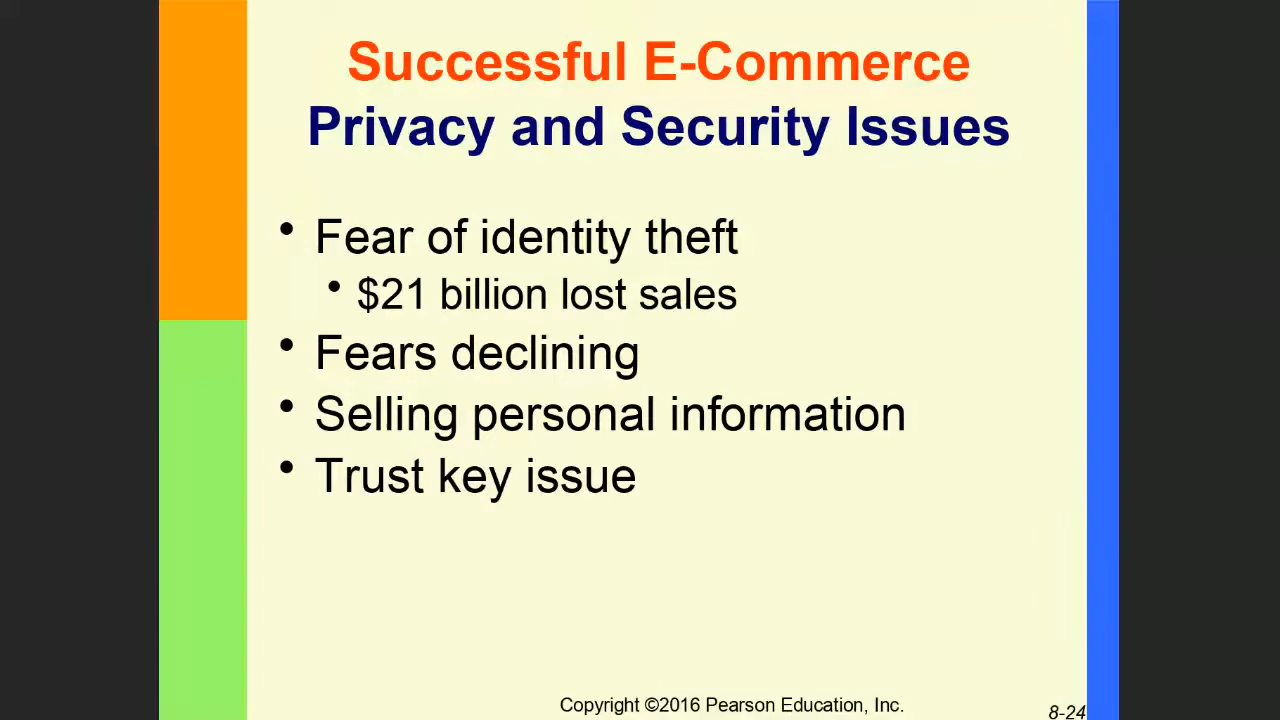 Successful E-Commerce
Privacy and Security Issues
• Fear of identity theft
• $21 billion lost sales
• Fears declining
• Selling personal information
• Trust key issue
Copyright ©2016 Pearson Education, Inc.
8-24